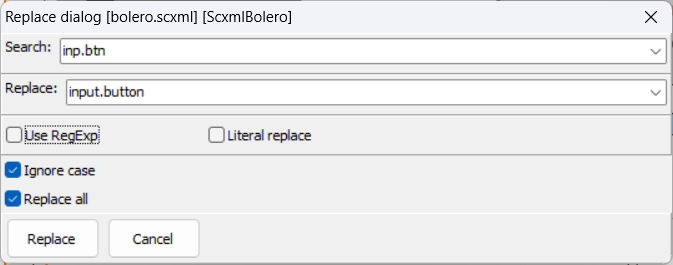 Replace dialog [bolero.scxml] [ScxmlBolero]
Search: inp.btn
Replace: input.button
Use RegExp Literal replace
Ignore case
Replace all
Replace Cancel